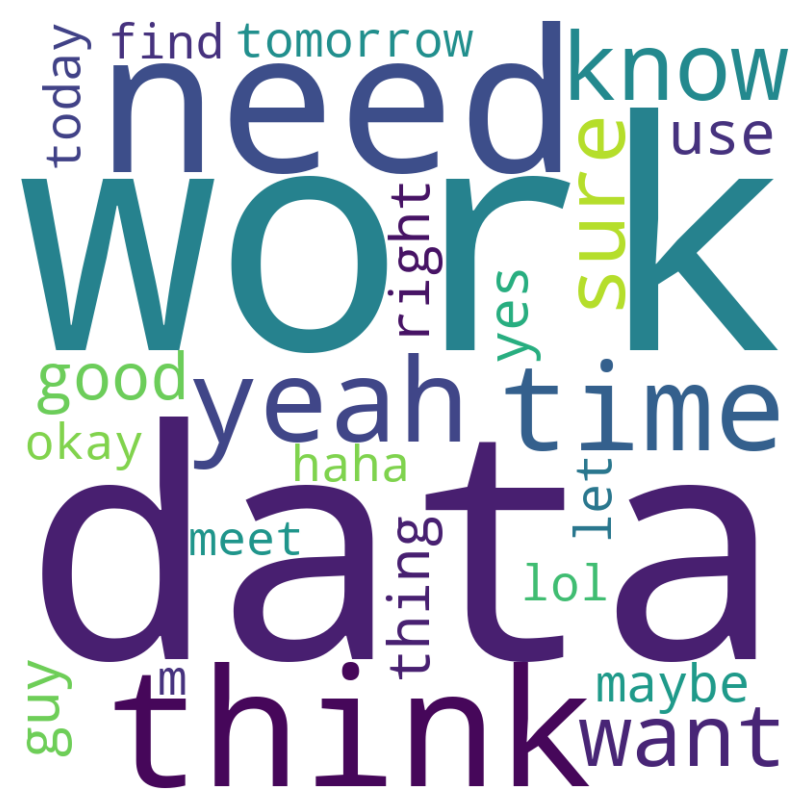 today
find
tomorrow
need
know
use
sure
work
right
yes
good
yeah
time
okay
haha
let
data
meet
thing
lol
guy
m
think
maybe
want